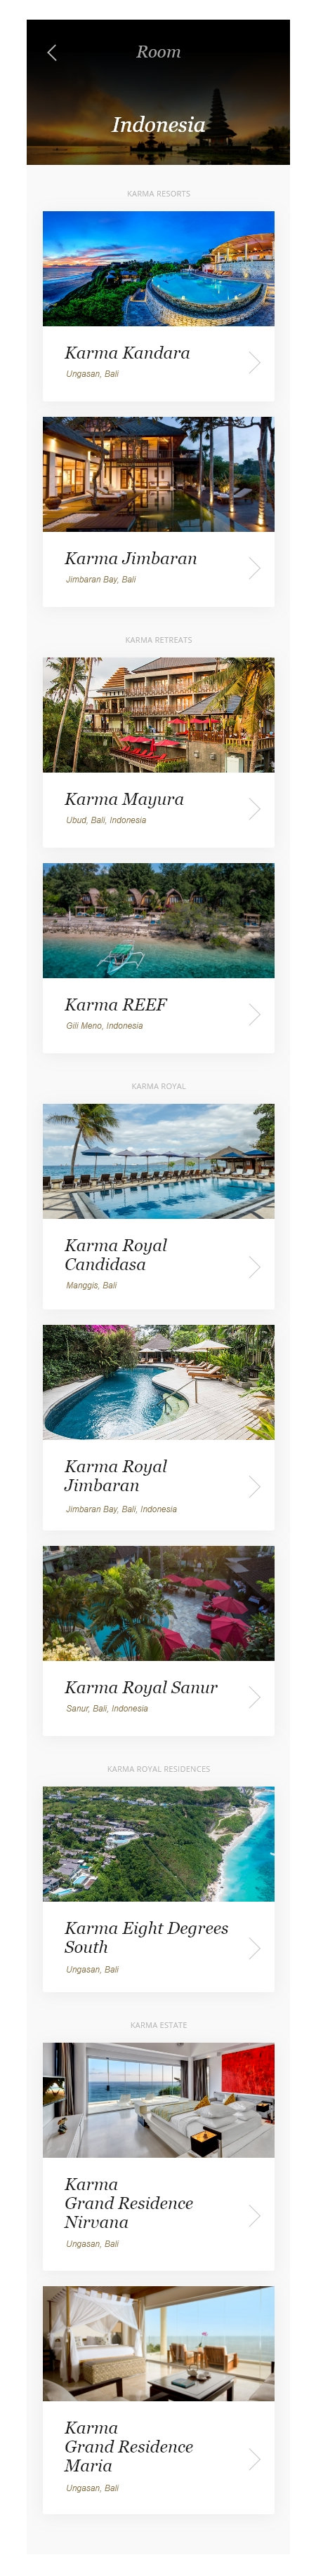 Room
Indonesia
KARMA RESORTS
Karma Kandara
Ungasan, Bali
Karma Jimbaran
Jimbaran Bay, Bali
KARMA RETREATS
Karma Mayura
Ubud, Bali, Indonesia
Karma REEF
Gili Meno, Indonesia
KARMA ROYAL
Karma Royal
Candidasa
Manggis, Bali
Karma Royal
Jimbaran
Jimbaran Bay, Bali, Indonesia
Karma Royal Sanur
Sanur, Bali, Indonesia
KARMA ROYAL RESIDENCES
Karma Eight Degrees
South
Ungasan, Bali
KARMA ESTATE
Karma
Grand Residence
Nirvana
Ungasan, Bali
Karma
Grand Residence
Maria
Ungasan, Bali